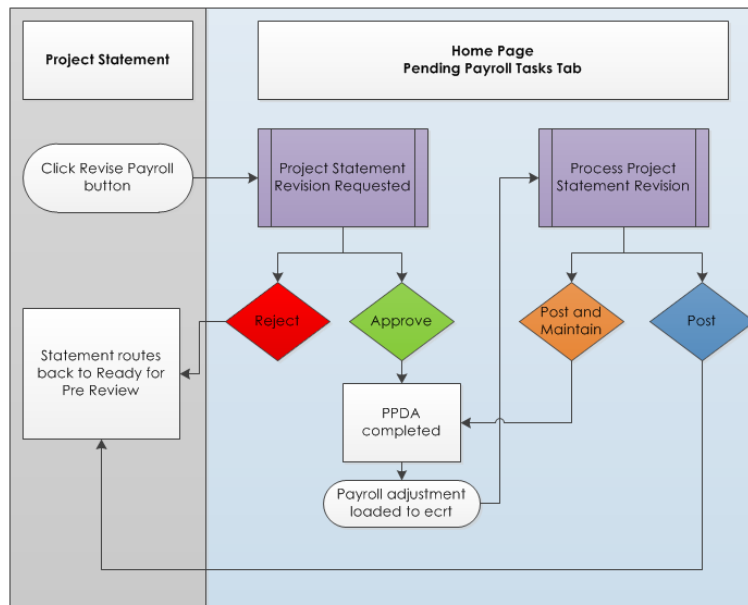 Project Statement
Home Page
Pending Payroll Tasks Tab
Click Revise Payroll
button
Project Statement
Revision Requested
Process Project
Statement Revision
Reject
Approve
Post and
Maintain
Post
Statement routes
back to Ready for
Pre Review
PPDA
completed
Payroll adjustment
loaded to ecrt